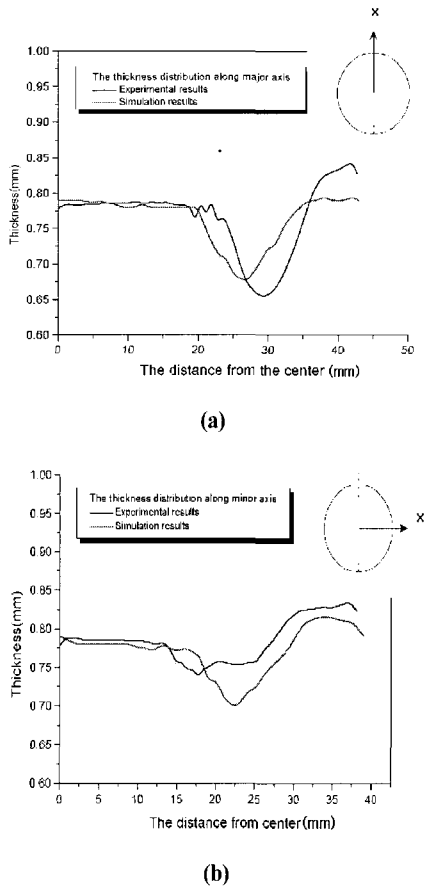 X
1.00
The thickness distribution along major axis
Experimental results
Simulation results
0.95
0.90
0.85
0.80
0.75
0.70
0.65
0.60
Thickness(mm)
0 10 20 30 40 50
The distance from the center (mm)
(a)
1.00
The thickness distribution along minor axis
Experimental results
Simulation results
X
0.95
0.90
0.85
0.80
0.75
0.70
0.65
0.60
Thickness(mm)
0 5 10 15 20 25 30 35 40
The distance from center(mm)
(b)